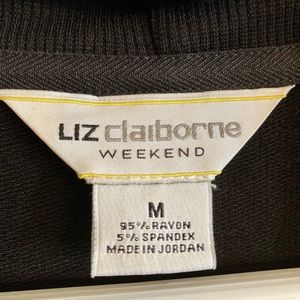 LIZ claiborne
WEEKEND
M
95% RAYON
5% SPANDEX
MADE IN JORDAN